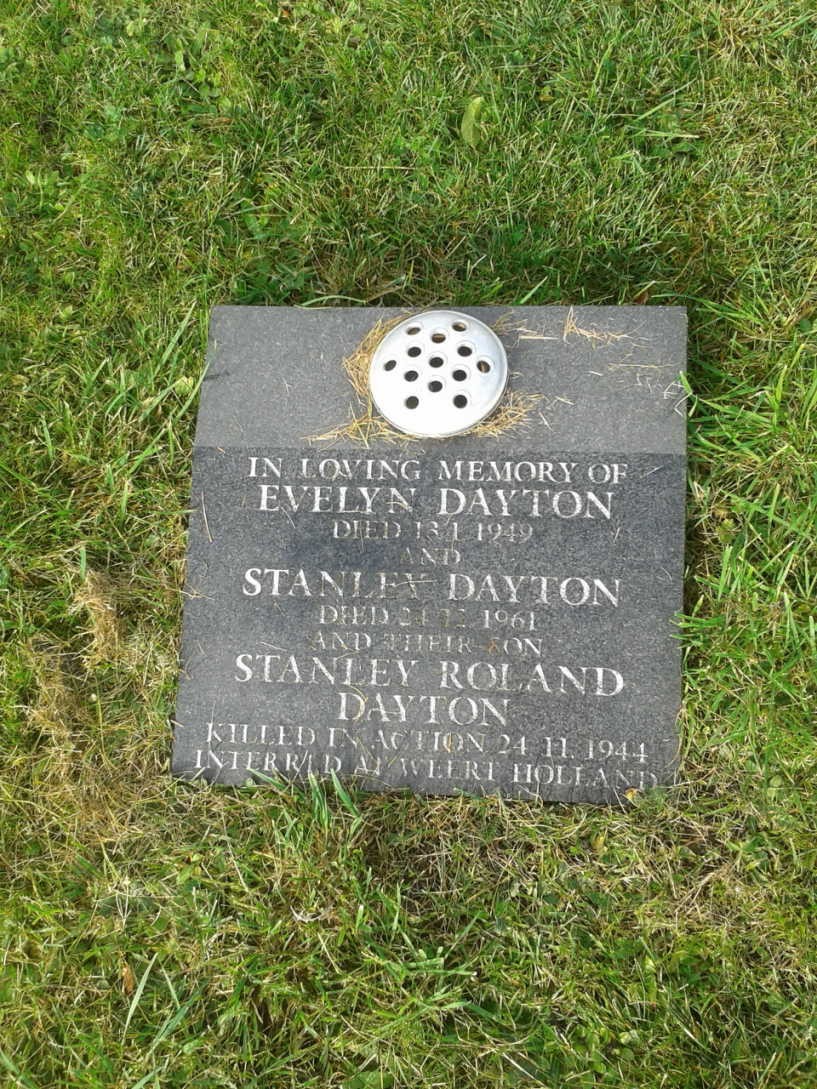 IN LOVING MEMORY OF
EVELYN DAYTON
DIED 13.1.1949
AND
STANLEY DAYTON
DIED 24.12.1961
AND THEIR SON
STANLEY ROLAND
DAYTON
KILLED IN ACTION 24.11.1944
INTERRED AT WEERT HOLLAND